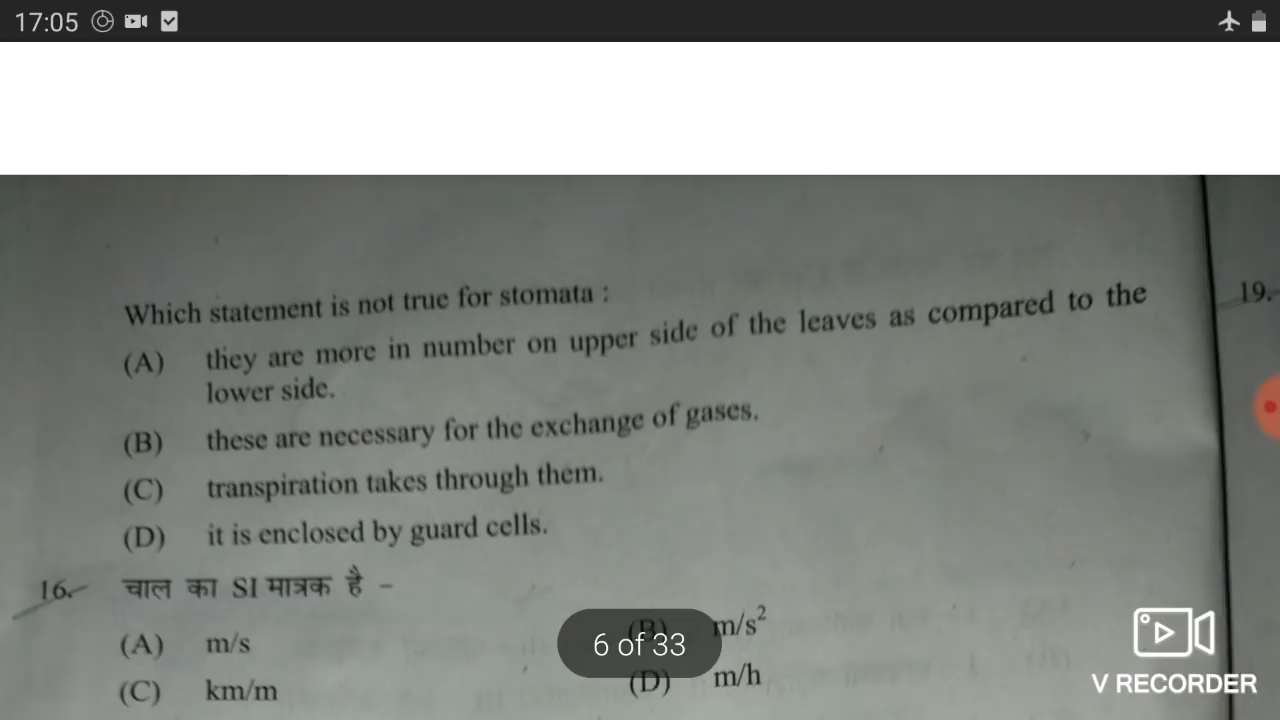 17:05
Which statement is not true for stomata :
(A) they are more in number on upper side of the leaves as compared to the
lower side.
(B) these are necessary for the exchange of gases.
(C) transpiration takes through them.
(D) it is enclosed by guard cells.
16. चाल का SI मात्रक है –
(A) m/s (B) m/s²
(C) km/m (D) m/h
19.
6 of 33
V RECORDER